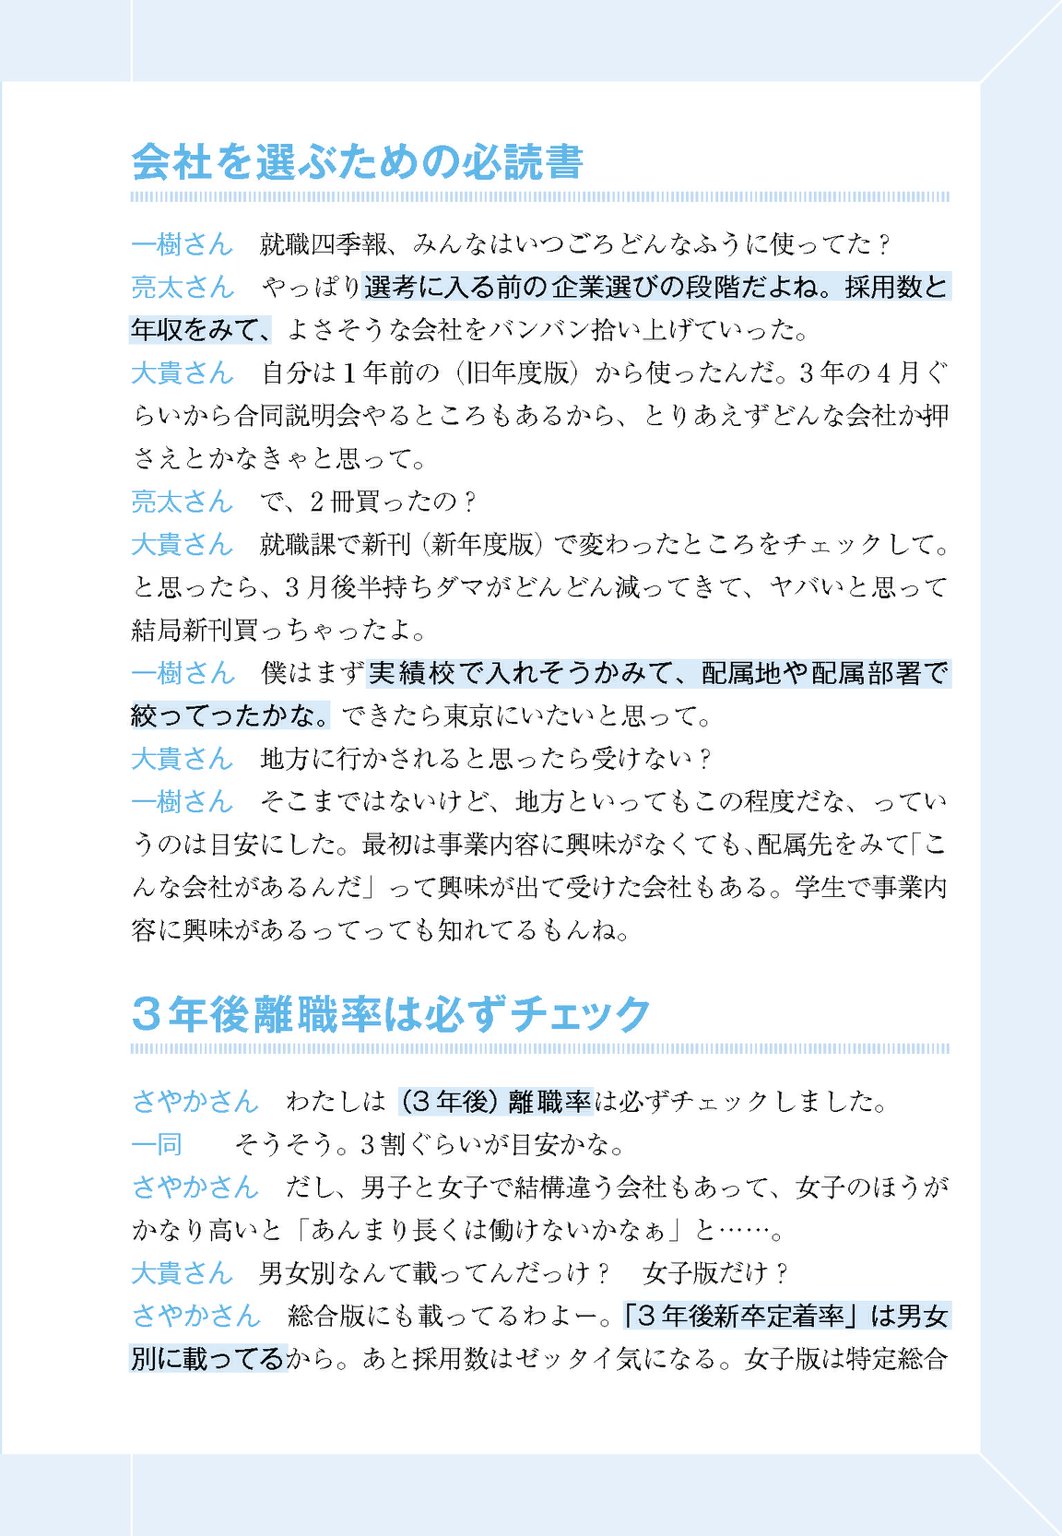 会社を選ぶための必読書
一樹さん　就職四季報、みんなはいつごろどんなふうに使ってた？
亮太さん　やっぱり選考に入る前の企業選びの段階だよね。採用数と
年収をみて、よさそうな会社をバンバン拾い上げていった。
大貴さん　自分は１年前の（旧年度版）から使ったんだ。３年の４月ぐ
らいから合同説明会やるところもあるから、とりあえずどんな会社か押
さえとかなきゃと思って。
亮太さん　で、２冊買ったの？
大貴さん　就職課で新刊（新年度版）で変わったところをチェックして。
と思ったら、３月後半持ちダマがどんどん減ってきて、ヤバいと思って
結局新刊買っちゃったよ。
一樹さん　僕はまず実績校で入れそうかみて、配属地や配属部署で
絞ってったかな。できたら東京にいたいと思って。
大貴さん　地方に行かされると思ったら受けない？
一樹さん　そこまではないけど、地方といってもこの程度だな、ってい
うのは目安にした。最初は事業内容に興味がなくても、配属先をみて「こ
んな会社があるんだ」って興味が出て受けた会社もある。学生で事業内
容に興味があるってっても知れてるもんね。
３年後離職率は必ずチェック
さやかさん　わたしは（３年後）離職率は必ずチェックしました。
一同　　そうそう。３割ぐらいが目安かな。
さやかさん　だし、男子と女子で結構違う会社もあって、女子のほうが
かなり高いと「あんまり長くは働けないかなぁ」と……。
大貴さん　男女別なんて載ってんだっけ？　女子版だけ？
さやかさん　総合版にも載ってるわよー。「３年後新卒定着率」は男女
別に載ってるから。あと採用数はゼッタイ気になる。女子版は特定総合